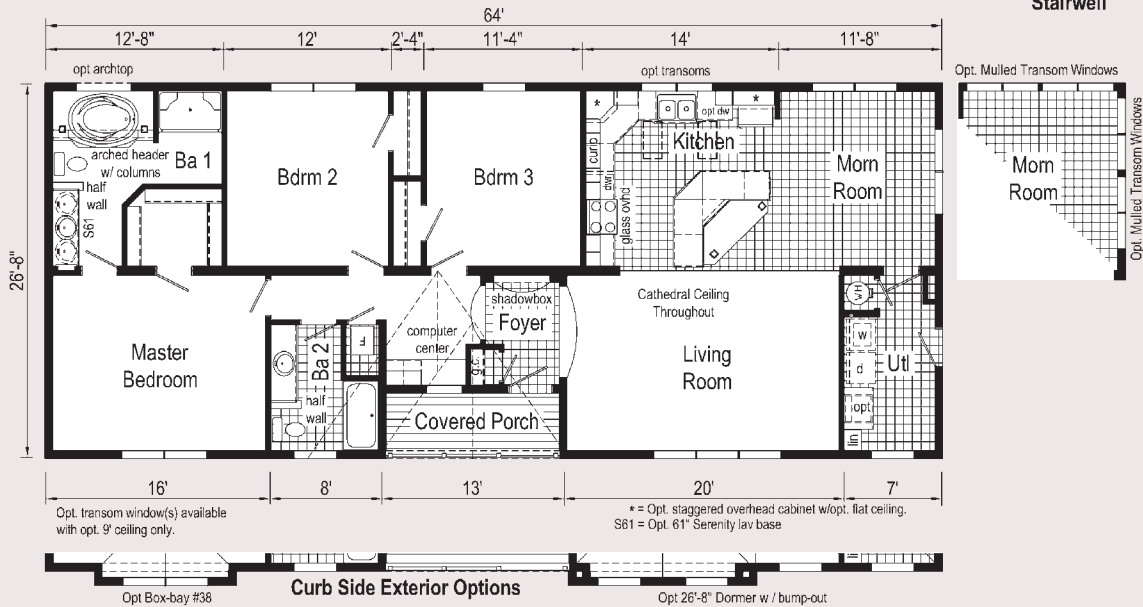 Stairwell
64'
12'-8"
12'
2'-4"
11'-4"
14'
11'-8"
opt archtop
opt transoms
Opt. Mulled Transom Windows
26'-8"
arched header
w/ columns
Ba 1
half
wall
S61
Bdrm 2
Bdrm 3
*
*
opt dw
Kitchen
curio
dwr
glass ovhd
Morn
Room
Morn
Room
Opt. Mulled Transom Windows
Master
Bedroom
Ba 2
half
wall
F
computer
center
g.c.
shadowbox
Foyer
Covered Porch
Cathedral Ceiling
Throughout
Living
Room
WH
w
d
opt
lin
Utl
16'
8'
13'
20'
7'
Opt. transom window(s) available
with opt. 9' ceiling only.
* = Opt. staggered overhead cabinet w/opt. flat ceiling.
S61 = Opt. 61" Serenity lav base
lin
Opt Box-bay #38
Curb Side Exterior Options
Opt 26'-8" Dormer w / bump-out